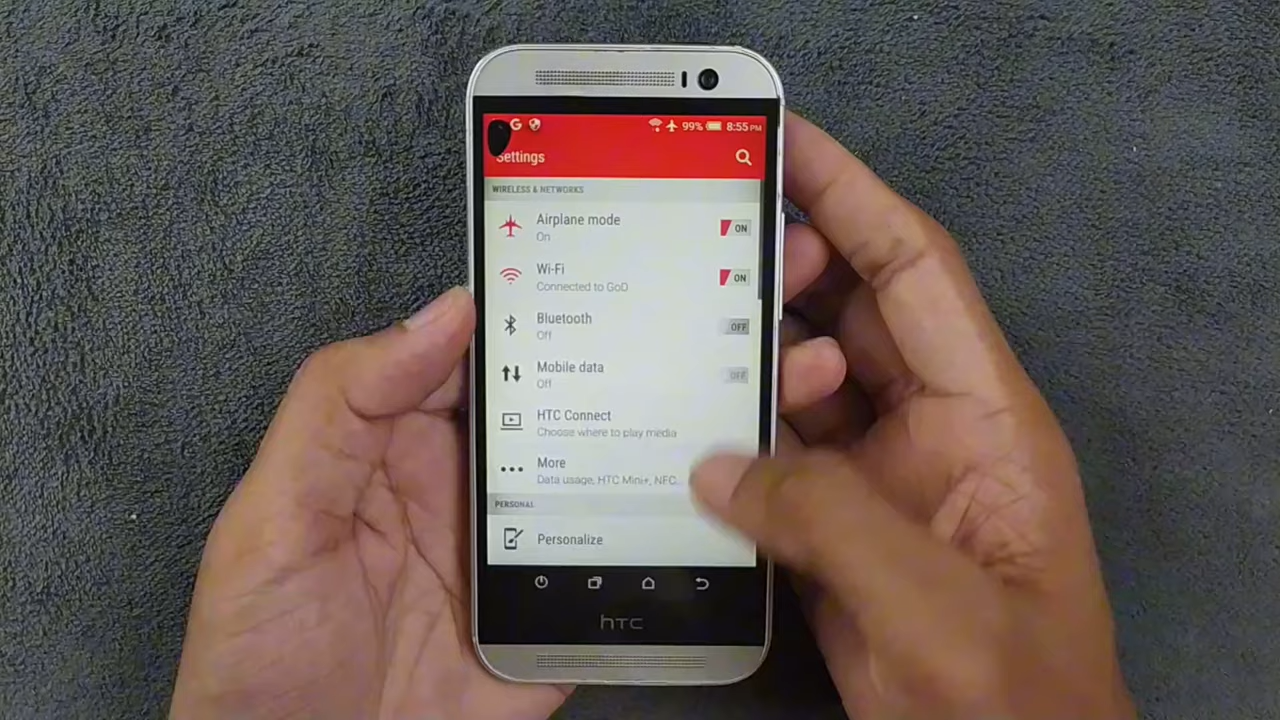 G 99% 8:55 PM
Settings
WIRELESS & NETWORKS
Airplane mode
On
ON
Wi-Fi
Connected to GoD
ON
Bluetooth
Off
OFF
Mobile data
Off
OFF
HTC Connect
Choose where to play media
More
Data usage, HTC Mini+, NFC...
PERSONAL
Personalize
hTC